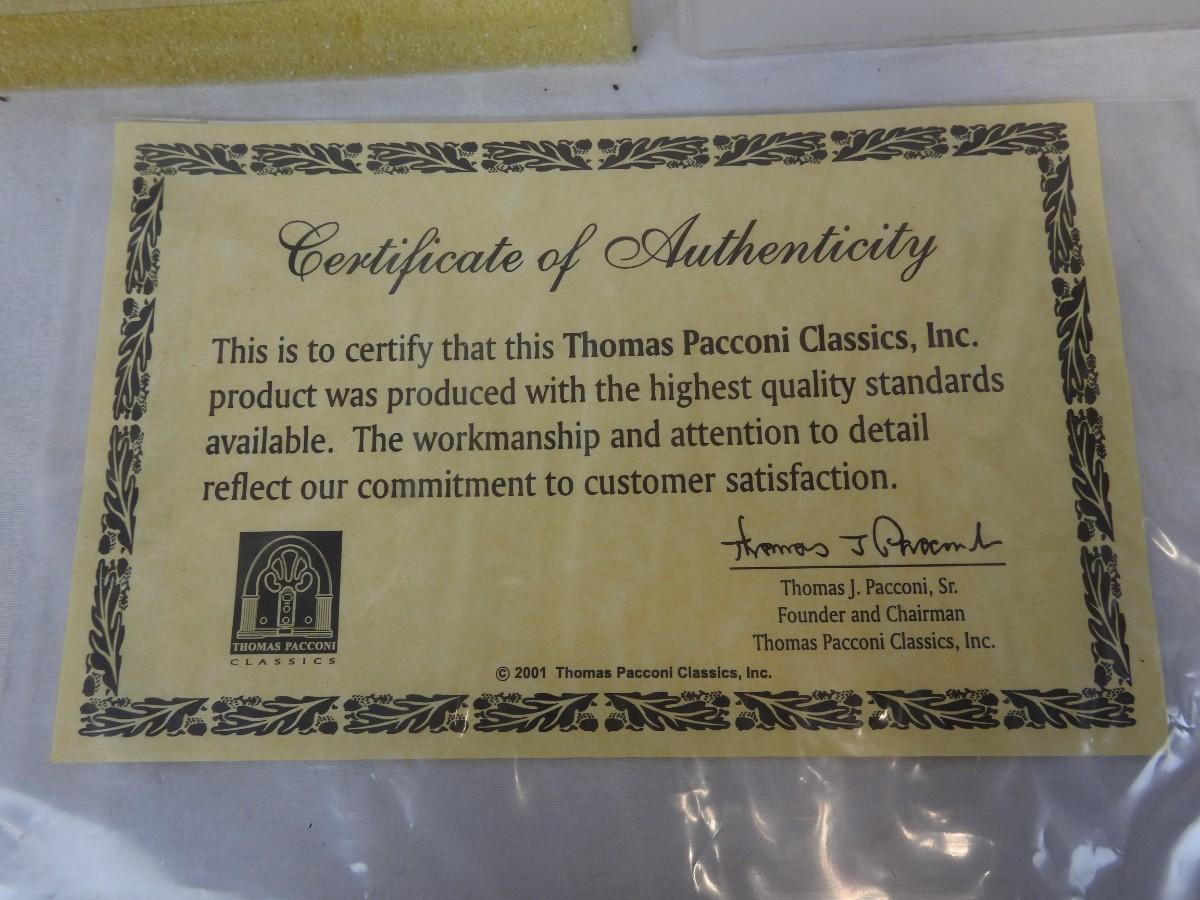 Certificate of Authenticity
This is to certify that this Thomas Pacconi Classics, Inc.
product was produced with the highest quality standards
available. The workmanship and attention to detail
reflect our commitment to customer satisfaction.
Thomas J Pacconi
Thomas J. Pacconi, Sr.
Founder and Chairman
Thomas Pacconi Classics, Inc.
THOMAS PACCONI
CLASSICS
© 2001 Thomas Pacconi Classics, Inc.